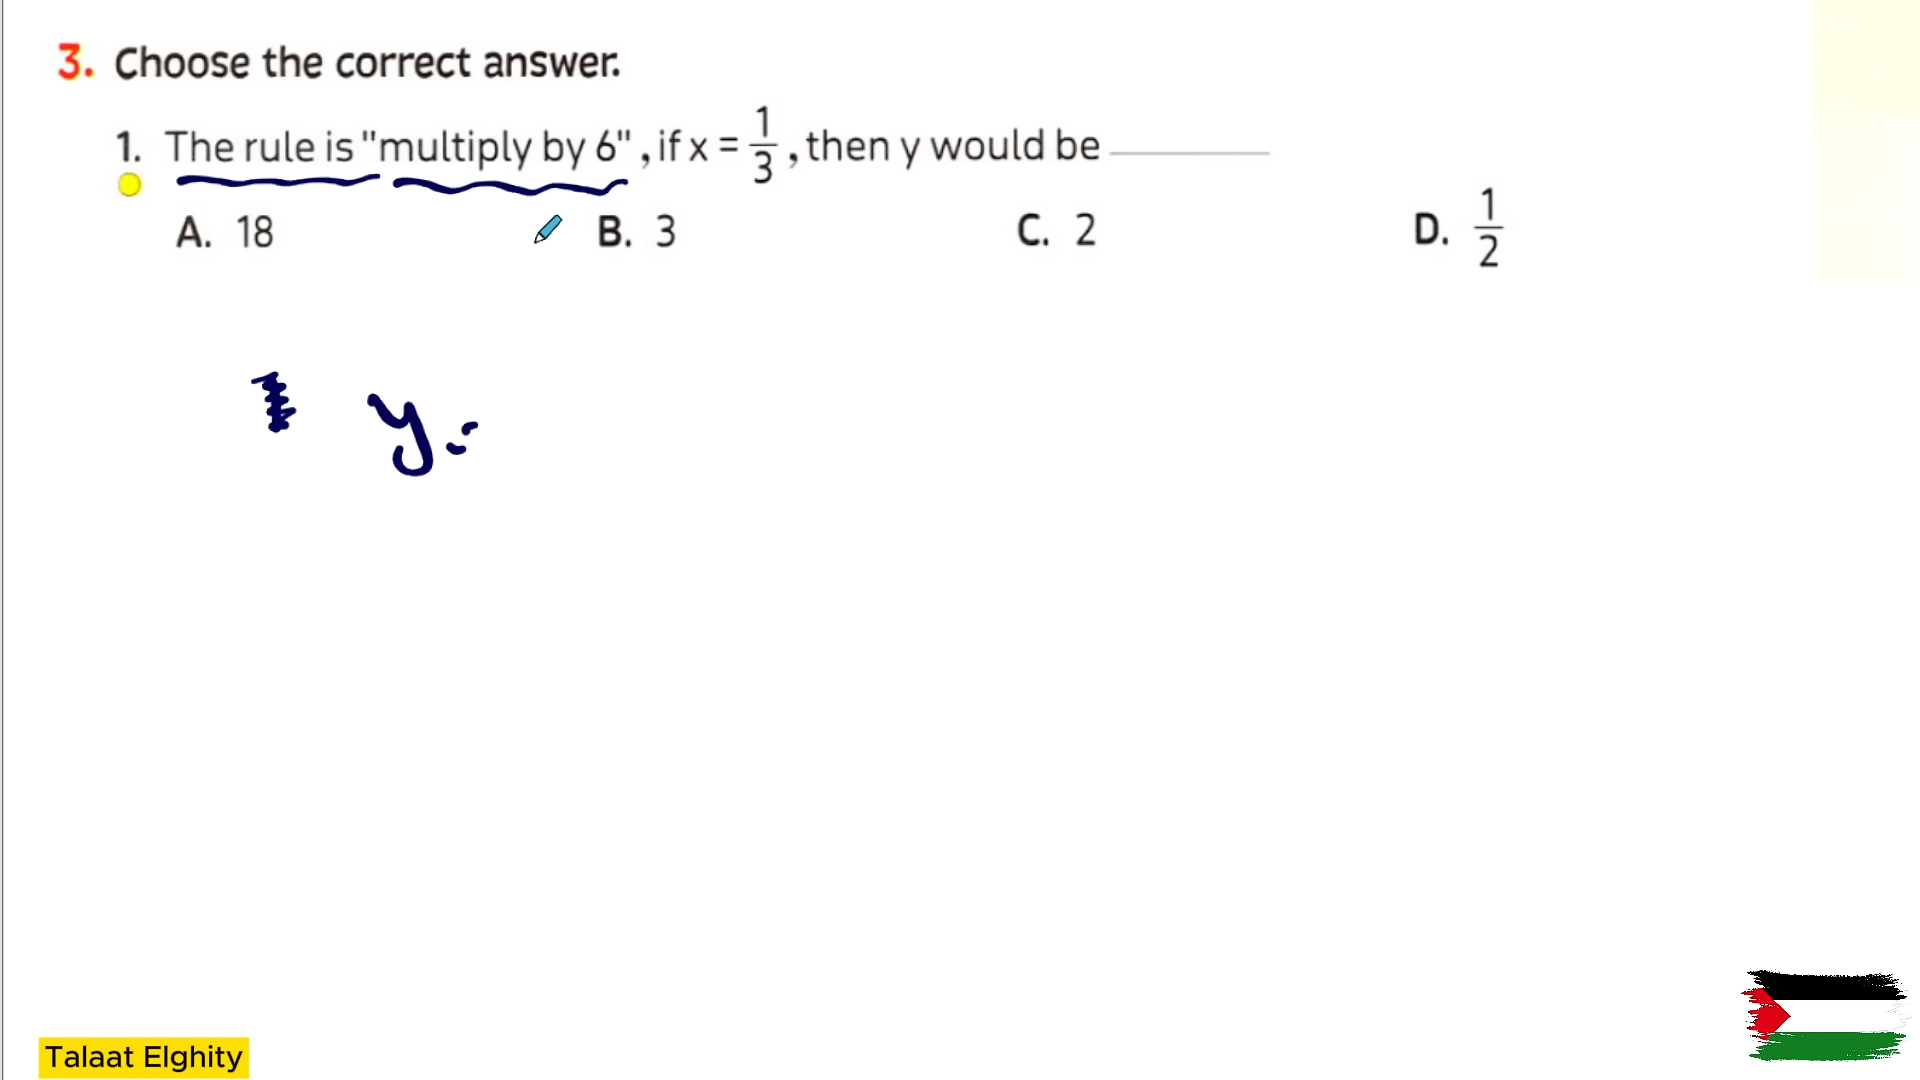 3. Choose the correct answer.
1. The rule is "multiply by 6", if x = 1/3, then y would be
A. 18 B. 3 C. 2 D. 1/2
y =
Talaat Elghity